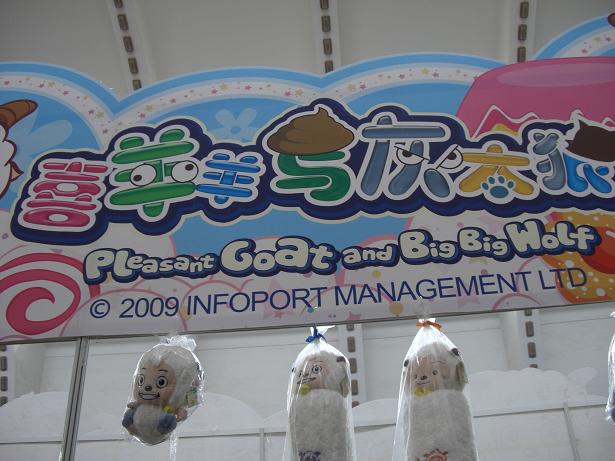 喜羊羊与灰太狼
Pleasant Goat and Big Big Wolf
© 2009 INFOPORT MANAGEMENT LTD